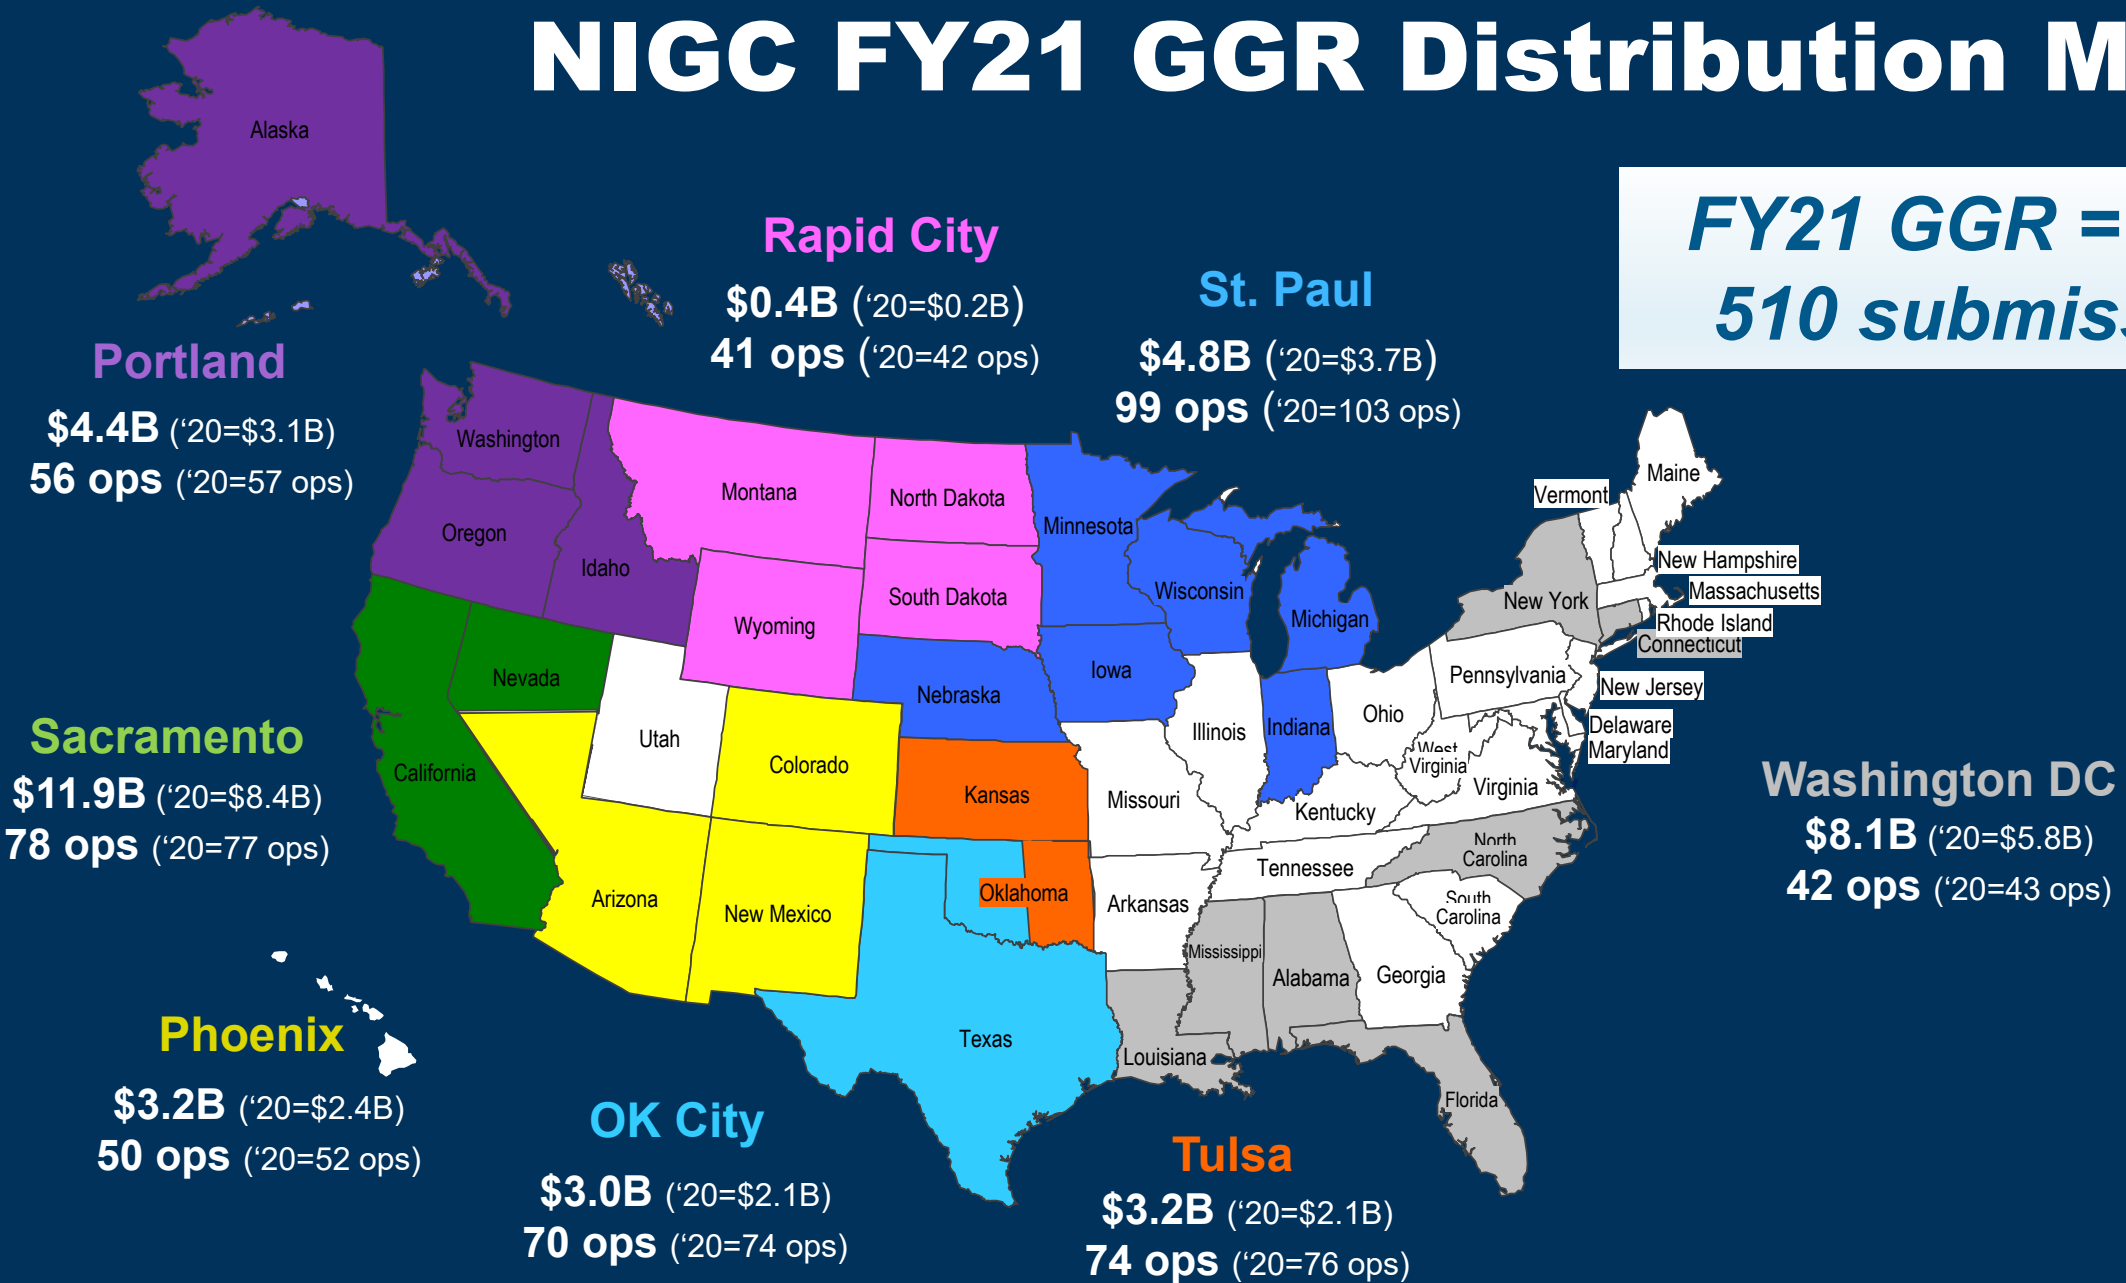 NIGC FY21 GGR Distribution M
FY21 GGR =
510 submiss
Alaska
Rapid City
$0.4B (‘20=$0.2B)
41 ops (‘20=42 ops)
St. Paul
$4.8B (‘20=$3.7B)
99 ops (‘20=103 ops)
Portland
$4.4B (‘20=$3.1B)
56 ops (‘20=57 ops)
Washington
Oregon
Idaho
Montana
North Dakota
South Dakota
Wyoming
Minnesota
Wisconsin
Michigan
Iowa
Nebraska
Indiana
Illinois
Ohio
Maine
Vermont
New Hampshire
Massachusetts
New York
Rhode Island
Connecticut
Pennsylvania
New Jersey
Delaware
Maryland
West
Virginia
Virginia
Kentucky
North
Carolina
Tennessee
South
Carolina
Nevada
California
Utah
Colorado
Kansas
Missouri
Arizona
New Mexico
Oklahoma
Arkansas
Mississippi
Alabama
Georgia
Texas
Louisiana
Florida
Sacramento
$11.9B (‘20=$8.4B)
78 ops (‘20=77 ops)
Washington DC
$8.1B (‘20=$5.8B)
42 ops (‘20=43 ops)
Phoenix
$3.2B (‘20=$2.4B)
50 ops (‘20=52 ops)
OK City
$3.0B (‘20=$2.1B)
70 ops (‘20=74 ops)
Tulsa
$3.2B (‘20=$2.1B)
74 ops (‘20=76 ops)